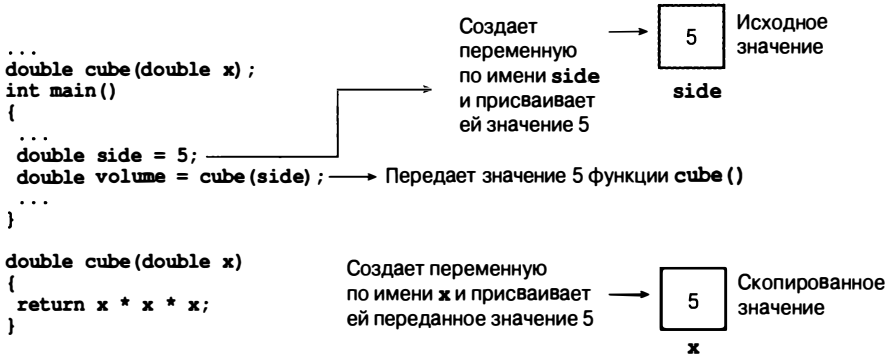 ...
double cube(double x);
int main()
{
...
double side = 5;
double volume = cube(side);
...
}
Создает
переменную
по имени side
и присваивает
ей значение 5
5
side
Исходное
значение
Передает значение 5 функции cube()
double cube(double x)
{
return x * x * x;
}
Создает переменную
по имени x и присваивает
ей переданное значение 5
5
x
Скопированное
значение